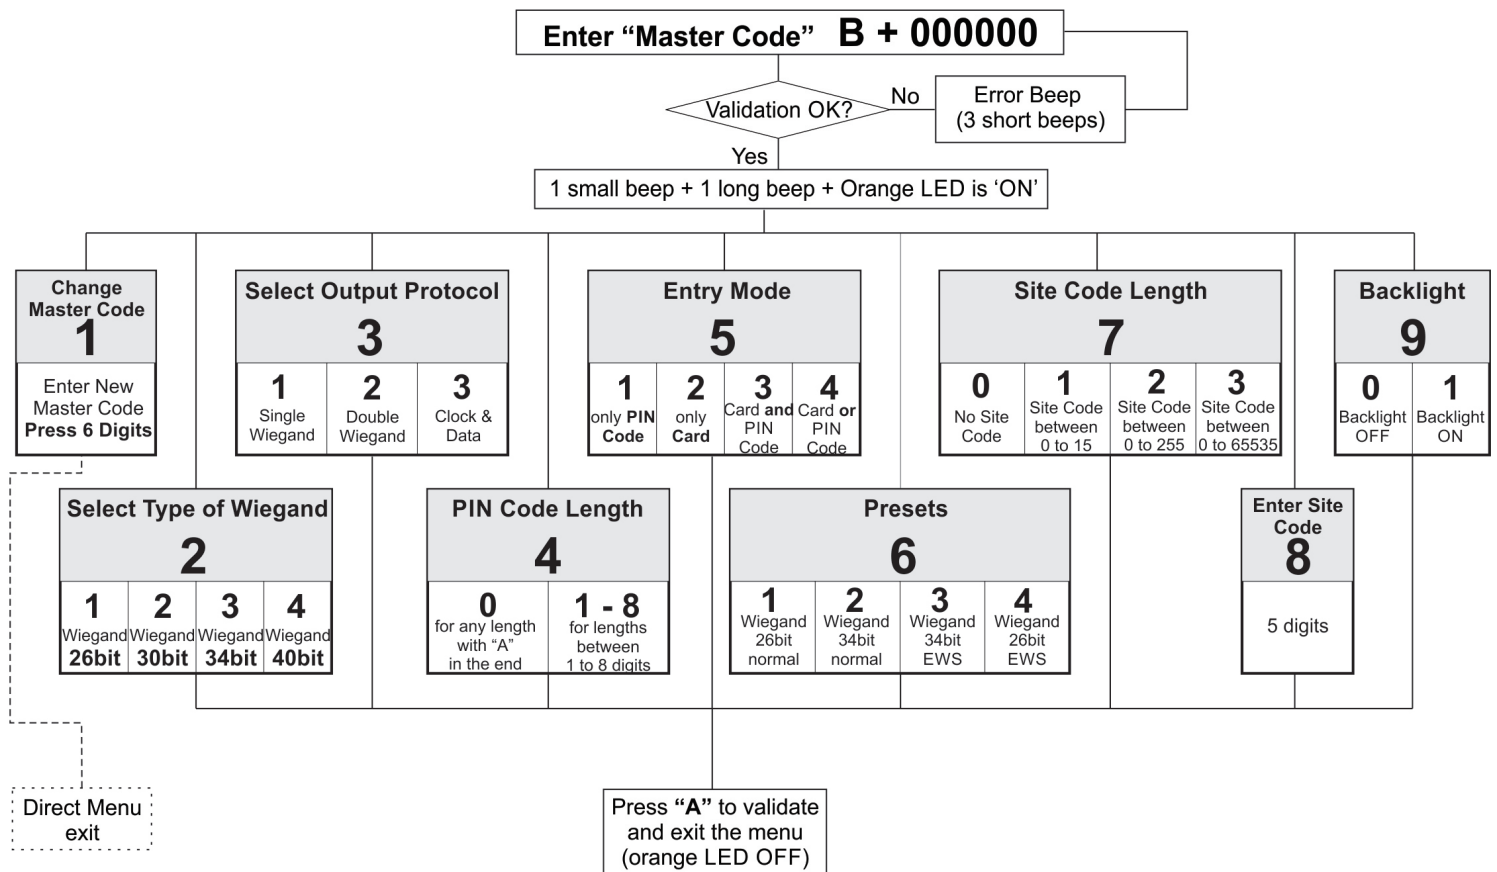 Enter “Master Code” B + 000000
Validation OK?
No
Error Beep
(3 short beeps)
Yes
1 small beep + 1 long beep + Orange LED is ‘ON’
Change
Master Code
1
Enter New
Master Code
Press 6 Digits
Select Output Protocol
3
1
Single
Wiegand
2
Double
Wiegand
3
Clock &
Data
Entry Mode
5
1
only PIN
Code
2
only
Card
3
Card and
PIN
Code
4
Card or
PIN
Code
Site Code Length
7
0
No Site
Code
1
Site Code
between
0 to 15
2
Site Code
between
0 to 255
3
Site Code
between
0 to 65535
Backlight
9
0
Backlight
OFF
1
Backlight
ON
Select Type of Wiegand
2
1
Wiegand
26bit
2
Wiegand
30bit
3
Wiegand
34bit
4
Wiegand
40bit
PIN Code Length
4
0
for any length
with “A”
in the end
1 - 8
for lengths
between
1 to 8 digits
Presets
6
1
Wiegand
26bit
normal
2
Wiegand
34bit
normal
3
Wiegand
34bit
EWS
4
Wiegand
26bit
EWS
Enter Site
Code
8
5 digits
Direct Menu
exit
Press “A” to validate
and exit the menu
(orange LED OFF)